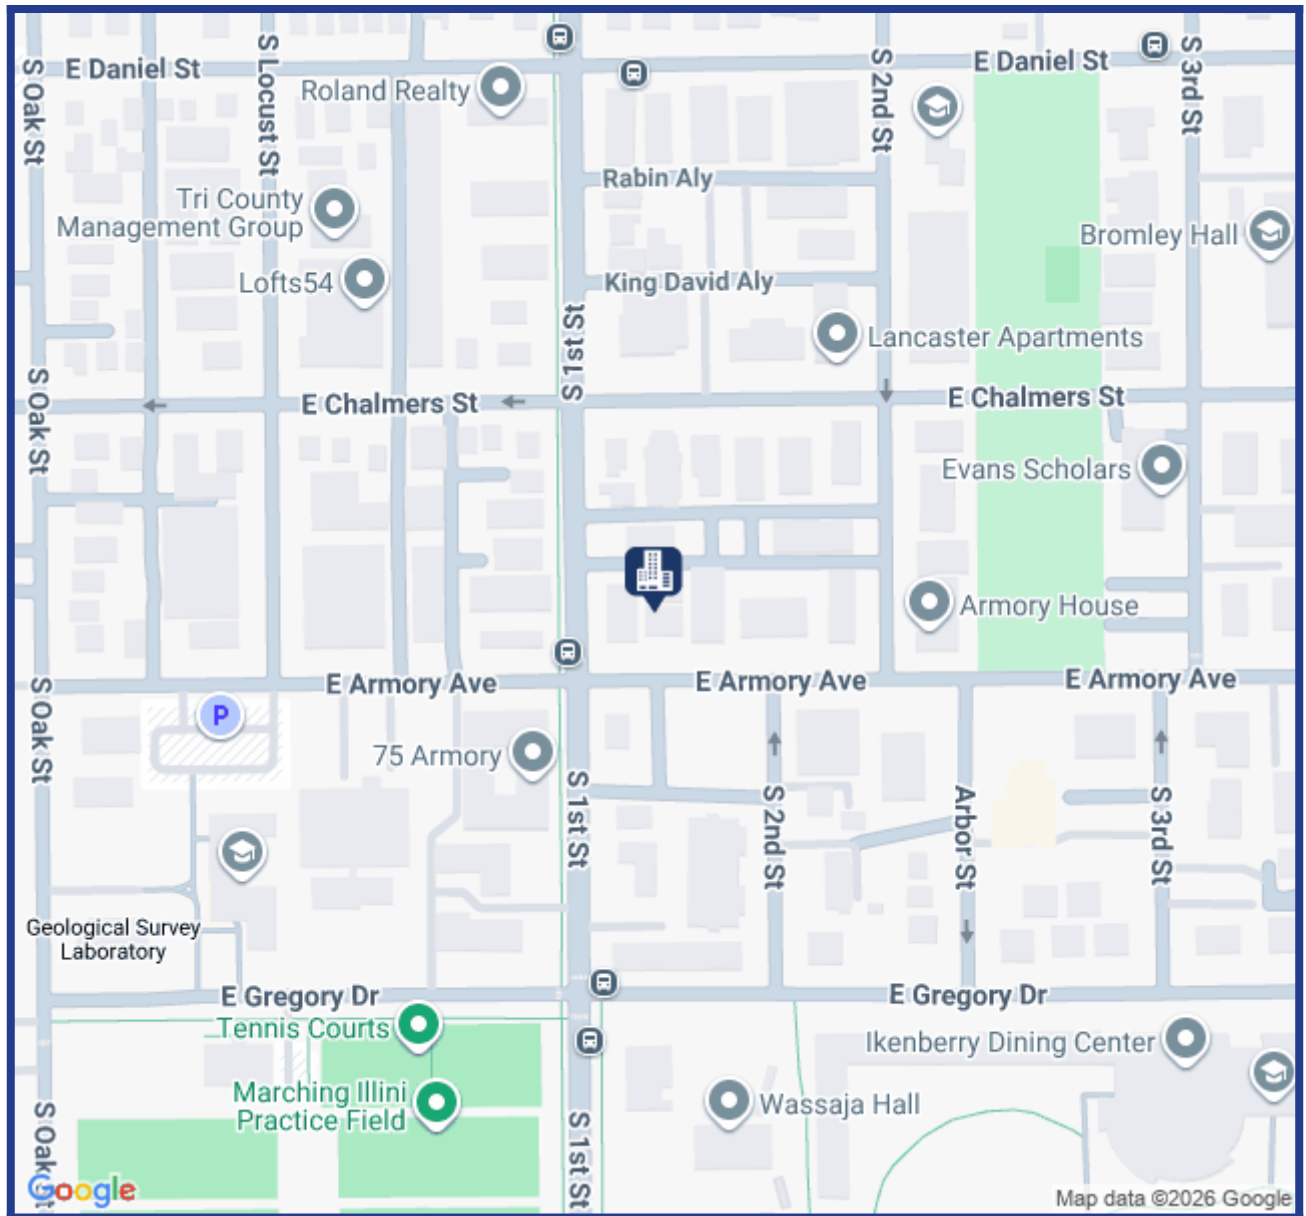 E Daniel St
E Daniel St
S Oak St
S Locust St
S 2nd St
S 3rd St
Roland Realty
Rabin Aly
Tri County
Management Group
Bromley Hall
Lofts54
King David Aly
S 1st St
Lancaster Apartments
S Oak St
E Chalmers St
E Chalmers St
Evans Scholars
Armory House
S Oak St
E Armory Ave
E Armory Ave
E Armory Ave
P
75 Armory
S 1st St
S 2nd St
Arbor St
S 3rd St
Geological Survey
Laboratory
E Gregory Dr
E Gregory Dr
Tennis Courts
Ikenberry Dining Center
Marching Illini
Practice Field
Wassaja Hall
S Oak St
S 1st St
Google
Map data ©2026 Google